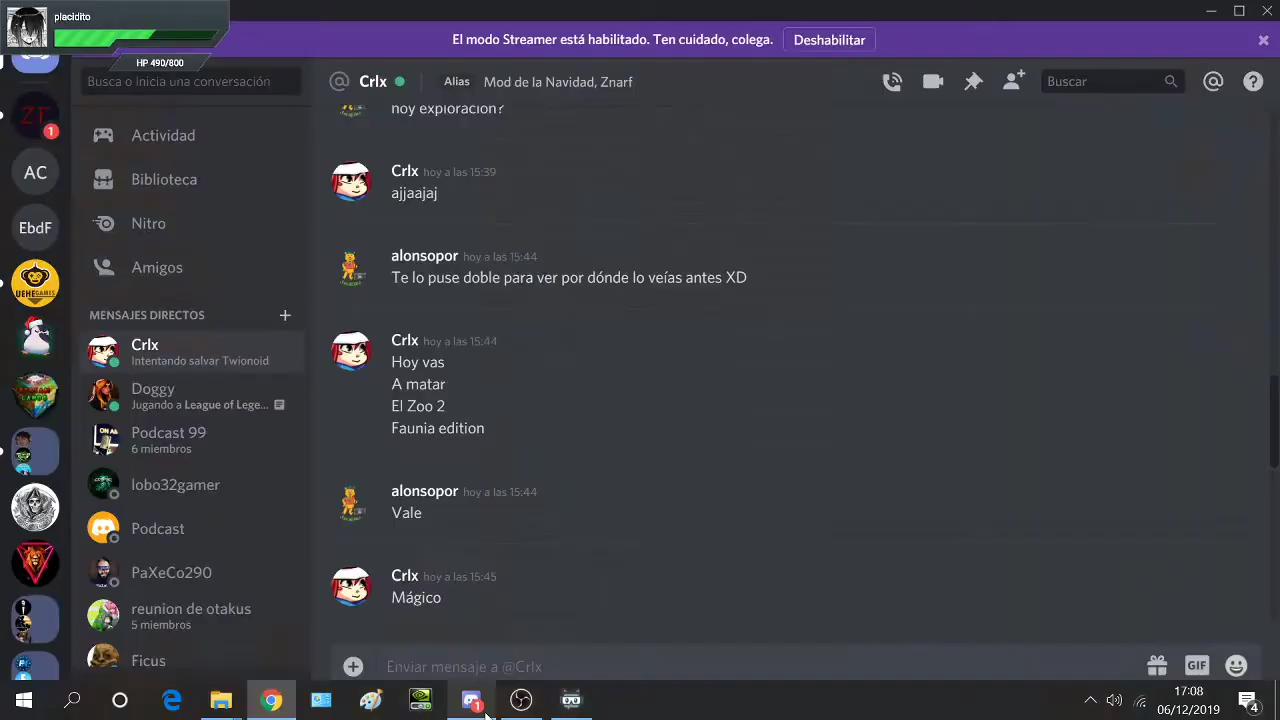 placidito
HP 490/800
El modo Streamer está habilitado. Ten cuidado, colega.
Deshabilitar
Busca o inicia una conversación
Crlx
Alias
Mod de la Navidad, Znarf
Buscar
ZT
1
AC
EbdF
UEHEGAMES
Actividad
Biblioteca
Nitro
Amigos
MENSAJES DIRECTOS
Crlx
Intentando salvar Twionoid
Doggy
Jugando a League of Lege...
Podcast 99
6 miembros
lobo32gamer
Podcast
PaXeCo290
reunion de otakus
5 miembros
Ficus
hoy exploración?
Crlx hoy a las 15:39
ajjaajaj
alonsopor hoy a las 15:44
Te lo puse doble para ver por dónde lo veías antes XD
Crlx hoy a las 15:44
Hoy vas
A matar
El Zoo 2
Faunia edition
alonsopor hoy a las 15:44
Vale
Crlx hoy a las 15:45
Mágico
Enviar mensaje a @Crlx
GIF
1
17:08
06/12/2019
4